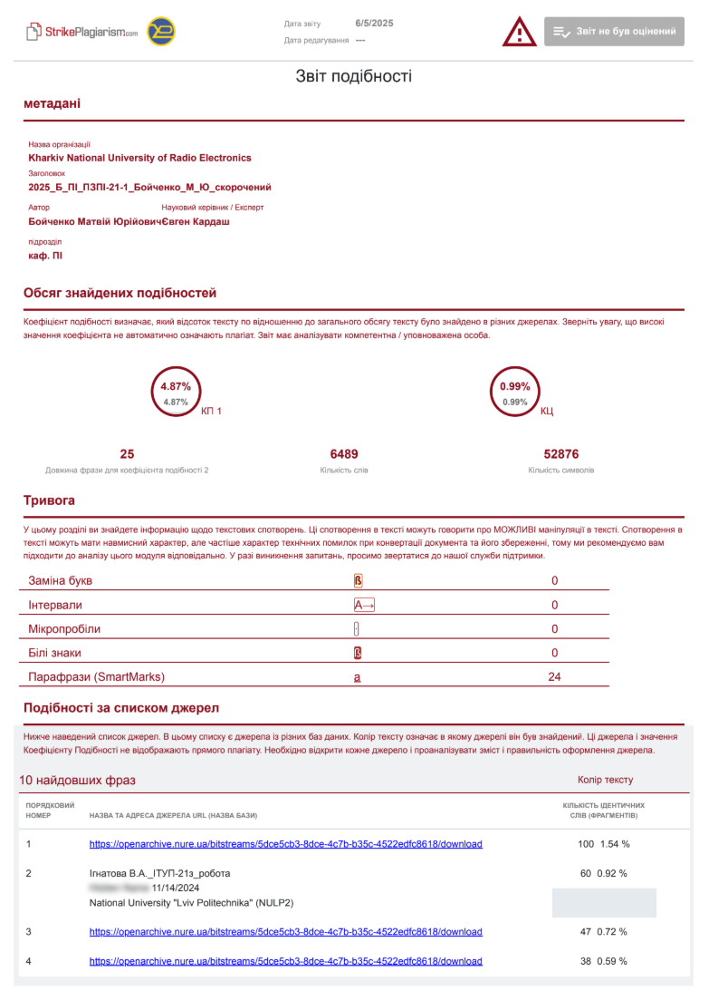 StrikePlagiarism.com
Дата звіту 6/5/2025
Дата редагування ---
Звіт не був оцінений
Звіт подібності
метадані
Назва організації
Kharkiv National University of Radio Electronics
Заголовок
2025_Б_ПІ_ПЗПІ-21-1_Бойченко_М_Ю_скорочений
Автор Науковий керівник / Експерт
Бойченко Матвій ЮрійовичЄвген Кардаш
підрозділ
каф. ПІ
Обсяг знайдених подібностей
Коефіцієнт подібності визначає, який відсоток тексту по відношенню до загального обсягу тексту було знайдено в різних джерелах. Зверніть увагу, що високі
значення коефіцієнта не автоматично означають плагіат. Звіт має аналізувати компетентна / уповноважена особа.
4.87% 0.99%
4.87% 0.99%
КП 1 КЦ
25 6489 52876
Довжина фрази для коефіцієнта подібності 2 Кількість слів Кількість символів
Тривога
У цьому розділі ви знайдете інформацію щодо текстових спотворень. Ці спотворення в тексті можуть говорити про МОЖЛИВІ маніпуляції в тексті. Спотворення в
тексті можуть мати навмисний характер, але частіше характер технічних помилок при конвертації документа та його збереженні, тому ми рекомендуємо вам
підходити до аналізу цього модуля відповідально. У разі виникнення запитань, просимо звертатися до нашої служби підтримки.
Заміна букв ß 0
Інтервали A→ 0
Мікропробіли · 0
Білі знаки ß 0
Парафрази (SmartMarks) a 24
Подібності за списком джерел
Нижче наведений список джерел. В цьому списку є джерела із різних баз даних. Колір тексту означає в якому джерелі він був знайдений. Ці джерела і значення
Коефіцієнту Подібності не відображають прямого плагіату. Необхідно відкрити кожне джерело і проаналізувати зміст і правильність оформлення джерела.
10 найдовших фраз Колір тексту
ПОРЯДКОВИЙ НОМЕР НАЗВА ТА АДРЕСА ДЖЕРЕЛА URL (НАЗВА БАЗИ) КІЛЬКІСТЬ ІДЕНТИЧНИХ СЛІВ (ФРАГМЕНТІВ)
1 https://openarchive.nure.ua/bitstreams/5dce5cb3-8dce-4c7b-b35c-4522edfc8618/download 100 1.54 %
2 Ігнатова В.А._ІТУП-21з_робота 60 0.92 %
11/14/2024
National University "Lviv Politechnika" (NULP2)
3 https://openarchive.nure.ua/bitstreams/5dce5cb3-8dce-4c7b-b35c-4522edfc8618/download 47 0.72 %
4 https://openarchive.nure.ua/bitstreams/5dce5cb3-8dce-4c7b-b35c-4522edfc8618/download 38 0.59 %